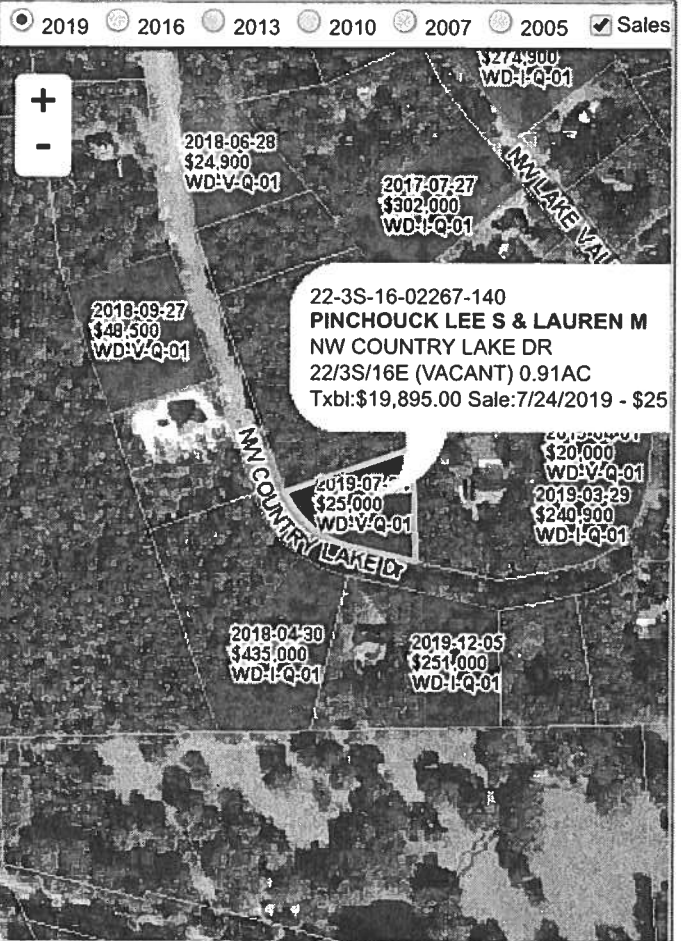 2019 2016 2013 2010 2007 2005 Sales
+
-
$274,900
WD-I-Q-01
2018-06-28
$24,900
WD-V-Q-01
2017-07-27
$302,000
WD-I-Q-01
NW LAKE VAL
2018-09-27
$48,500
WD-V-Q-01
22-3S-16-02267-140
PINCHOUCK LEE S & LAUREN M
NW COUNTRY LAKE DR
22/3S/16E (VACANT) 0.91AC
Txbl:$19,895.00 Sale:7/24/2019 - $25
$20,000
WD-V-Q-01
2019-03-29
$240,900
WD-I-Q-01
2019-07-
$25,000
WD-V-Q-01
NW COUNTRY LAKE Dr
2018-04-30
$435,000
WD-I-Q-01
2019-12-05
$251,000
WD-I-Q-01